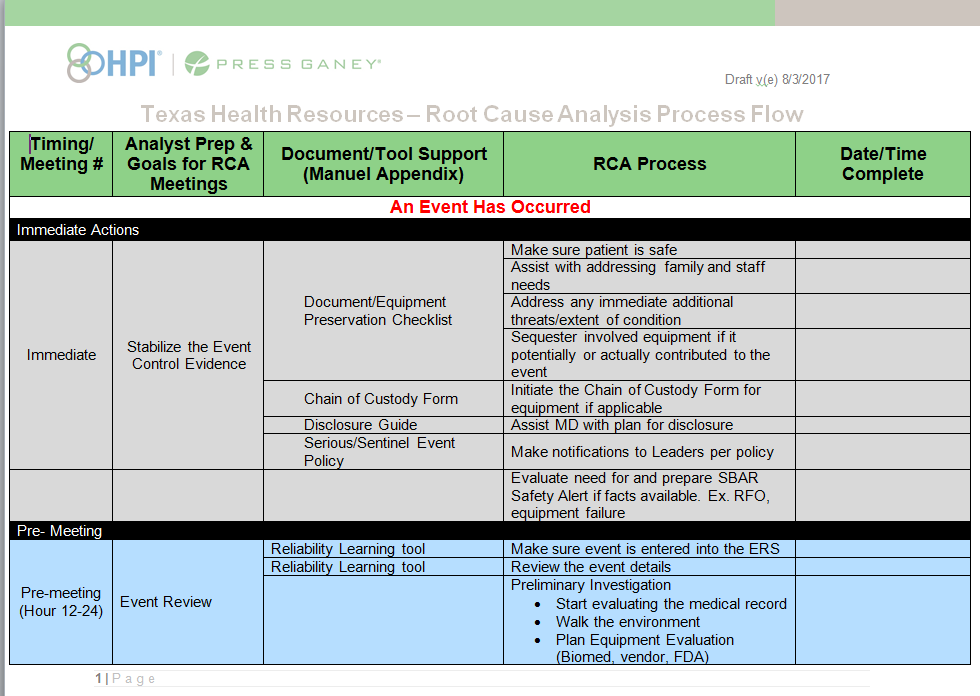 HPI® | PRESS GANEY®
Draft v(e) 8/3/2017
Texas Health Resources – Root Cause Analysis Process Flow
Timing/
Meeting #
Analyst Prep &
Goals for RCA
Meetings
Document/Tool Support
(Manuel Appendix)
RCA Process
Date/Time
Complete
An Event Has Occurred
Immediate Actions
Immediate
Stabilize the Event
Control Evidence
Document/Equipment
Preservation Checklist
Make sure patient is safe
Assist with addressing family and staff
needs
Address any immediate additional
threats/extent of condition
Sequester involved equipment if it
potentially or actually contributed to the
event
Chain of Custody Form
Initiate the Chain of Custody Form for
equipment if applicable
Disclosure Guide
Assist MD with plan for disclosure
Serious/Sentinel Event
Policy
Make notifications to Leaders per policy
Evaluate need for and prepare SBAR
Safety Alert if facts available. Ex. RFO,
equipment failure
Pre- Meeting
Pre-meeting
(Hour 12-24)
Event Review
Reliability Learning tool
Make sure event is entered into the ERS
Reliability Learning tool
Review the event details
Preliminary Investigation
• Start evaluating the medical record
• Walk the environment
• Plan Equipment Evaluation
(Biomed, vendor, FDA)
1 | Page